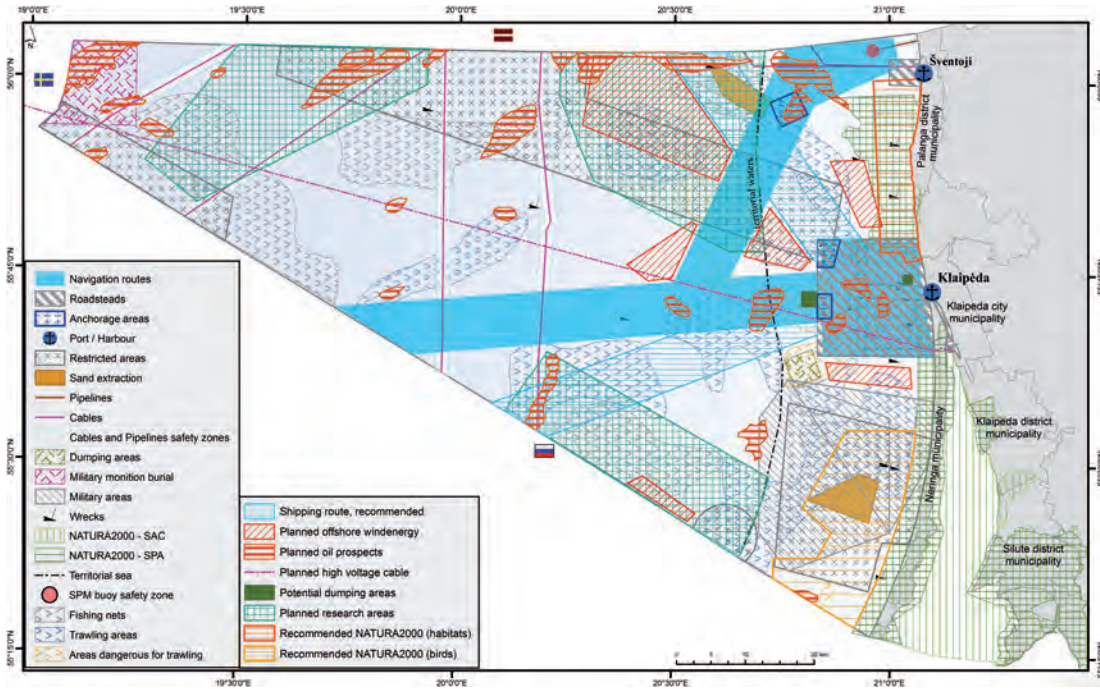 19°0'0"E 19°30'0"E 20°0'0"E 20°30'0"E 21°0'0"E
N
56°0'0"N
Šventoji
Palanga district
municipality
Territorial waters
55°45'0"N
Klaipėda
Klaipeda city
municipality
Navigation routes
Roadsteads
Anchorage areas
Port / Harbour
Restricted areas
Sand extraction
Pipelines
Cables
Cables and Pipelines safety zones
Dumping areas
Military monition burial
Military areas
Wrecks
NATURA2000 - SAC
NATURA2000 - SPA
Territorial sea
SPM buoy safety zone
Fishing nets
Trawling areas
Areas dangerous for trawling
Shipping route, recommended
Planned offshore windenergy
Planned oil prospects
Planned high voltage cable
Potential dumping areas
Planned research areas
Recommended NATURA2000 (habitats)
Recommended NATURA2000 (birds)
Neringa municipality
Klaipeda district
municipality
Silute district
municipality
55°30'0"N
55°15'0"N
0 5 10 20 km
19°30'0"E 20°0'0"E 20°30'0"E 21°0'0"E